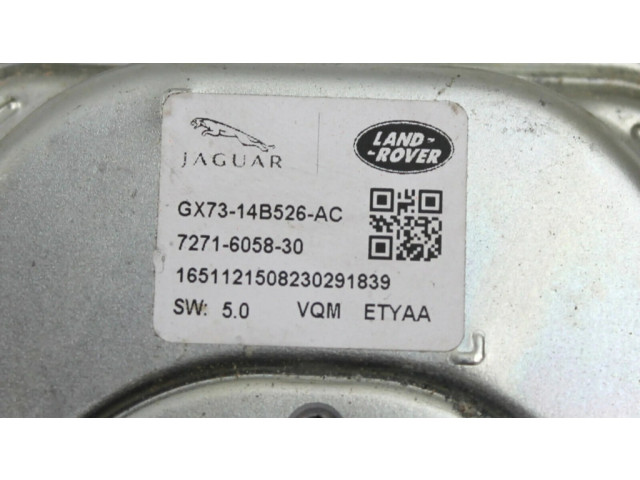 JAGUAR
LAND-
-ROVER
GX73-14B526-AC
7271-6058-30
1651121508230291839
SW: 5.0 VQM ETYAA